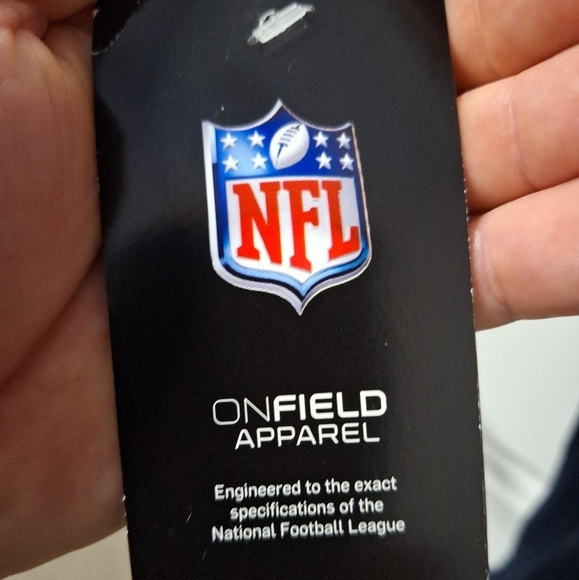 NFL
ONFIELD
APPAREL
Engineered to the exact
specifications of the
National Football League